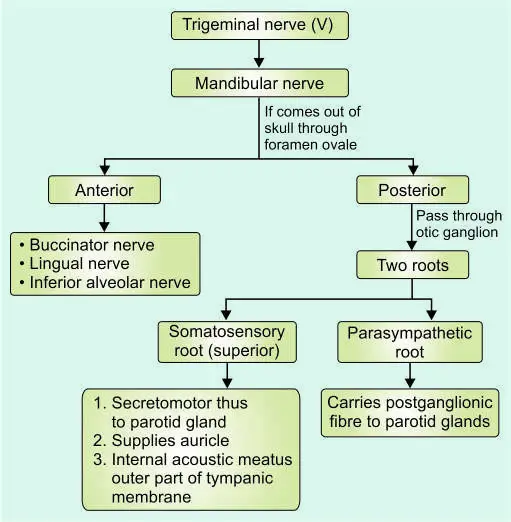 Trigeminal nerve (V)
Mandibular nerve
If comes out of
skull through
foramen ovale
Anterior
Posterior
• Buccinator nerve
• Lingual nerve
• Inferior alveolar nerve
Pass through
otic ganglion
Two roots
Somatosensory
root (superior)
Parasympathetic
root
1. Secretomotor thus
to parotid gland
2. Supplies auricle
3. Internal acoustic meatus
outer part of tympanic
membrane
Carries postganglionic
fibre to parotid glands